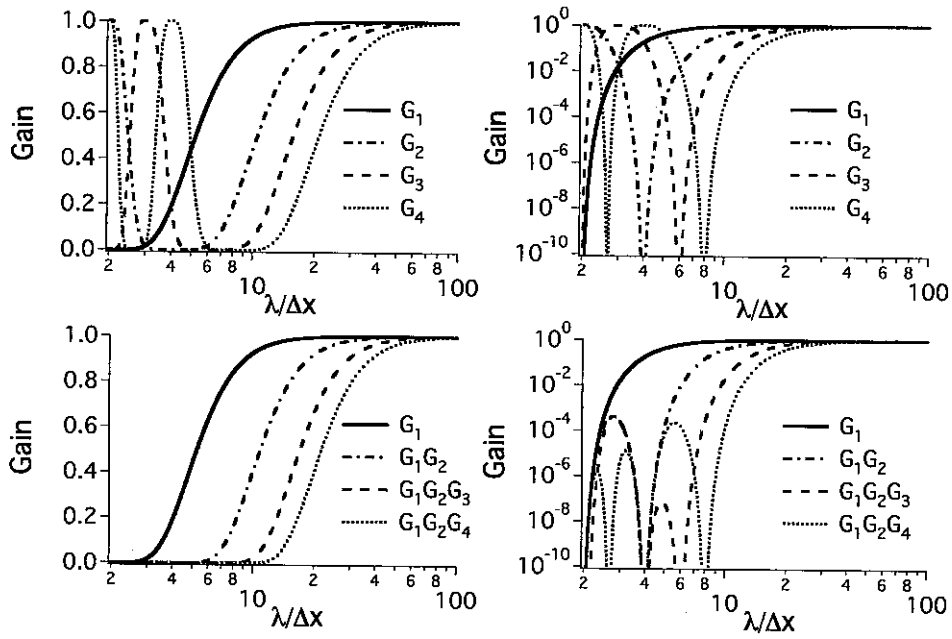 1.0
0.8
0.6
0.4
0.2
0.0
Gain
G₁
G₂
G₃
G₄
2 4 6 8 10 2 4 6 8 100
λ/Δx
10⁰
10⁻²
10⁻⁴
10⁻⁶
10⁻⁸
10⁻¹⁰
Gain
G₁
G₂
G₃
G₄
2 4 6 8 10 2 4 6 8 100
λ/Δx
1.0
0.8
0.6
0.4
0.2
0.0
Gain
G₁
G₁G₂
G₁G₂G₃
G₁G₂G₄
2 4 6 8 10 2 4 6 8 100
λ/Δx
10⁰
10⁻²
10⁻⁴
10⁻⁶
10⁻⁸
10⁻¹⁰
Gain
G₁
G₁G₂
G₁G₂G₃
G₁G₂G₄
2 4 6 8 10 2 4 6 8 100
λ/Δx